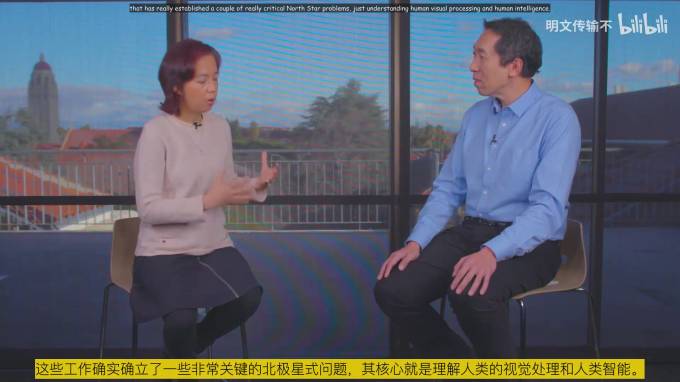 that has really established a couple of really critical North Star problems, just understanding human visual processing and human intelligence.
明文传输不 bilibili
这些工作确实确立了一些非常关键的北极星式问题，其核心就是理解人类的视觉处理和人类智能。